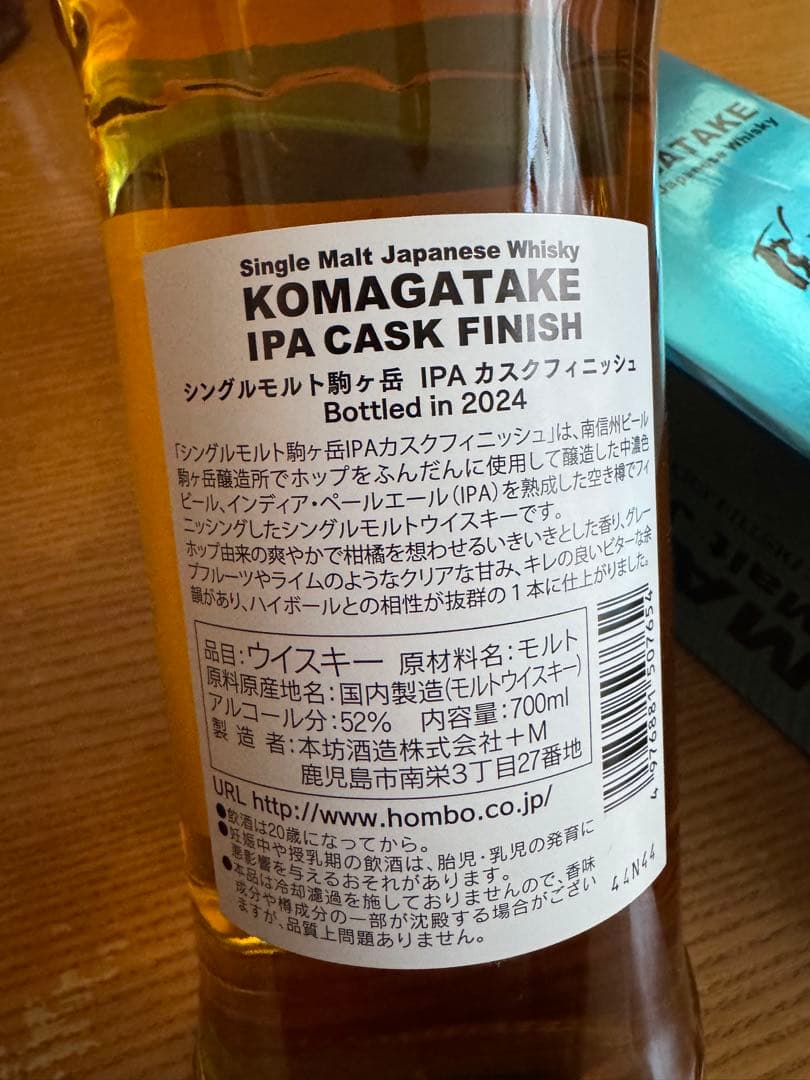 Single Malt Japanese Whisky
KOMAGATAKE
IPA CASK FINISH
シングルモルト駒ヶ岳 IPA カスクフィニッシュ
Bottled in 2024
「シングルモルト駒ヶ岳IPAカスクフィニッシュ」は、南信州ビール
駒ヶ岳醸造所でホップをふんだんに使用して醸造した中濃色
ビール、インディア・ペールエール(IPA)を熟成した空き樽でフィ
ニッシングしたシングルモルトウイスキーです。
ホップ由来の爽やかで柑橘を想わせるいきいきとした香り、グレー
プフルーツやライムのようなクリアな甘み、キレの良いビターな余
韻があり、ハイボールとの相性が抜群の1本に仕上がりました。
品目:ウイスキー 原材料名:モルト
原料原産地名:国内製造(モルトウイスキー)
アルコール分:52% 内容量:700ml
製造者:本坊酒造株式会社+M
鹿児島市南栄3丁目27番地
URL http://www.hombo.co.jp/
●飲酒は20歳になってから。
●妊娠中や授乳期の飲酒は、胎児・乳児の発育に
悪影響を与えるおそれがあります。
●本品は冷却濾過を施しておりませんので、香味
成分や樽成分の一部が沈殿する場合がござい
ますが、品質上問題ありません。
4 976881 507654
GATAKE
Japanese Whisky
MA
Malt J